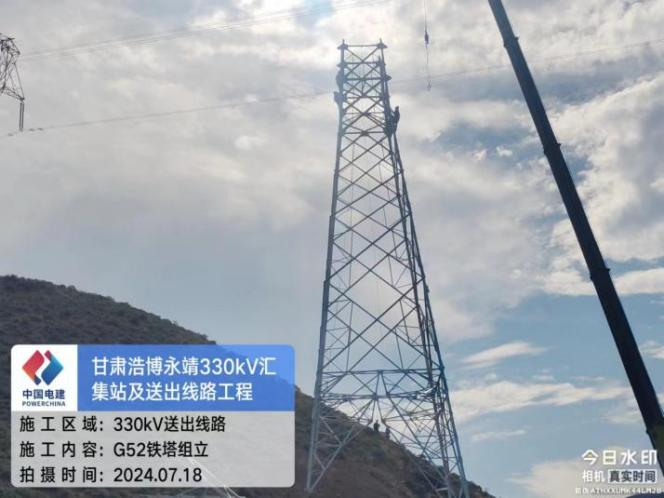 中国电建
POWERCHINA
甘肃浩博永靖330kV汇
集站及送出线路工程
施工区域：330kV送出线路
施工内容：G52铁塔组立
拍摄时间：2024.07.18
今日水印
相机 真实时间